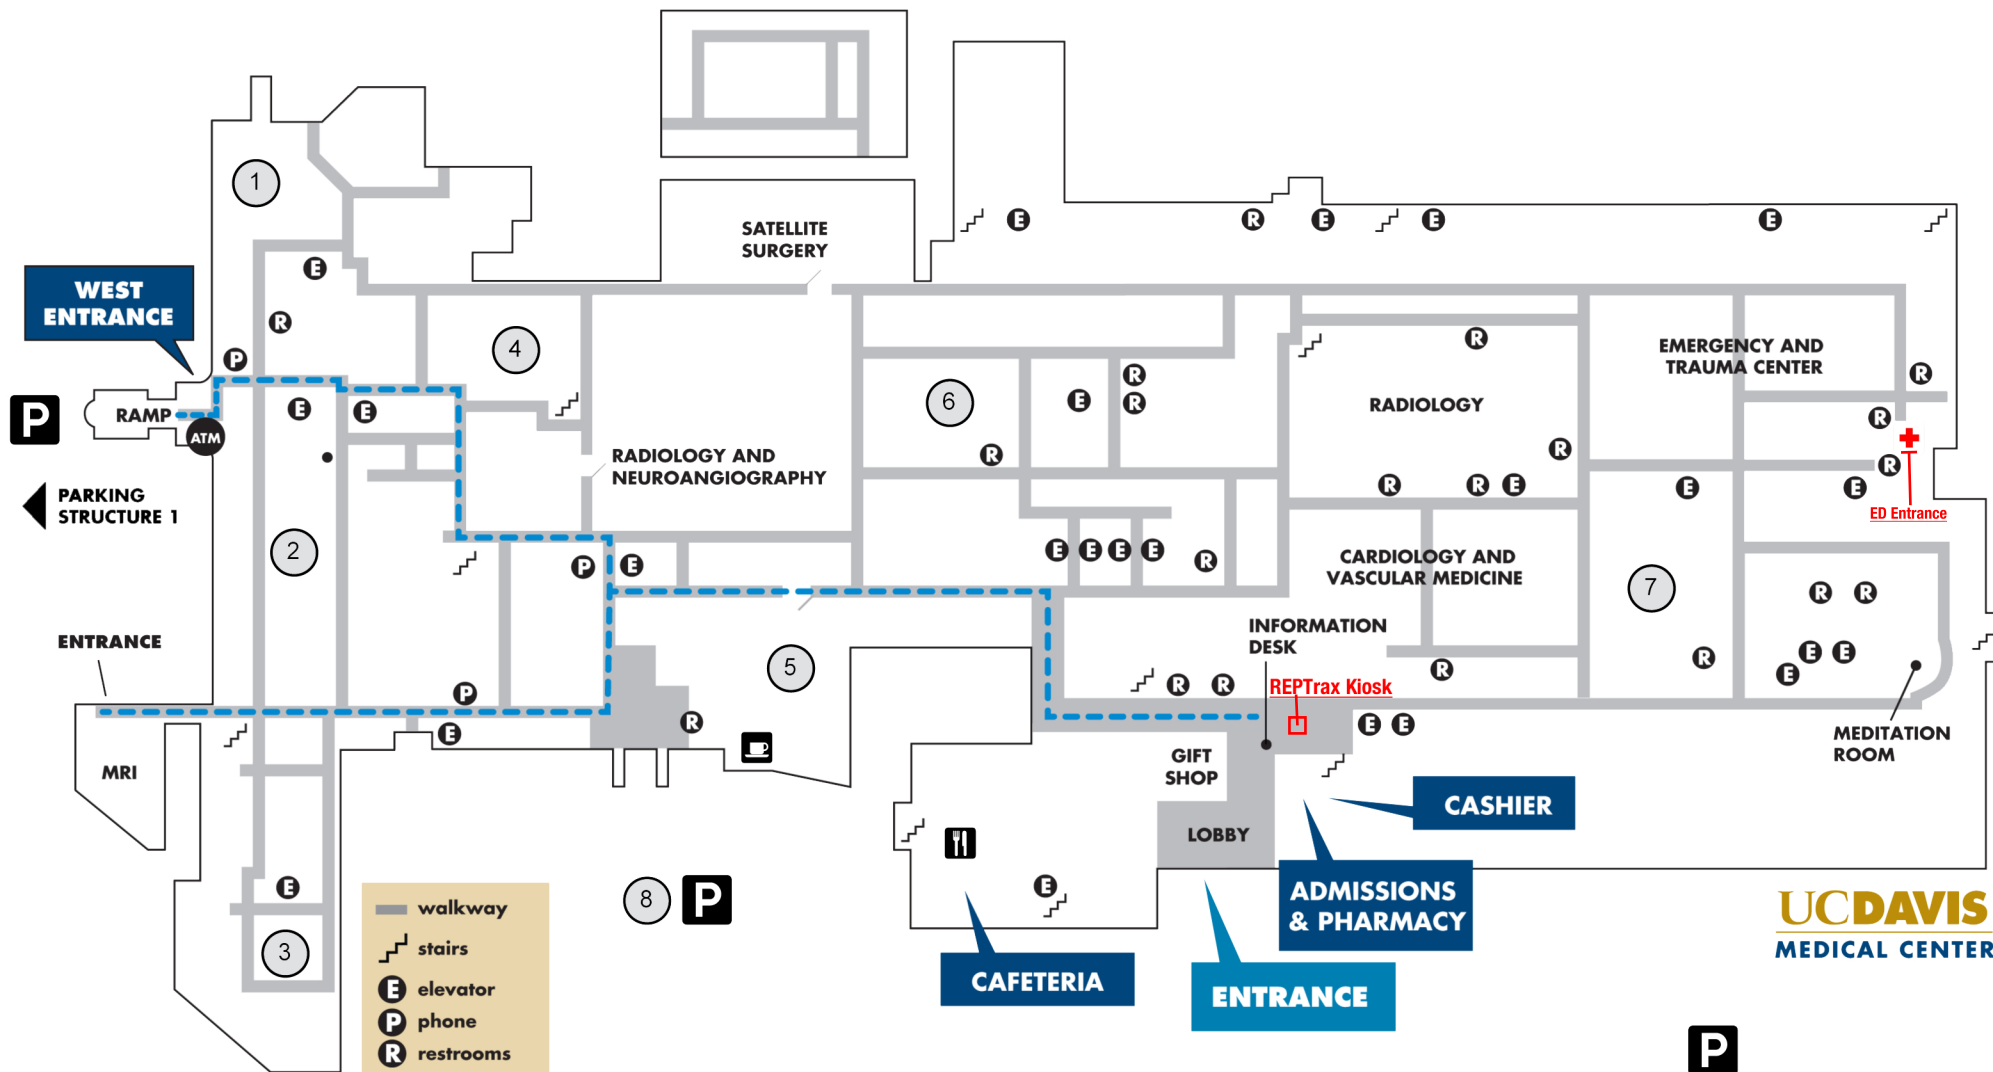 1
SATELLITE
SURGERY
E
R
E
E
E
E
WEST
ENTRANCE
R
P
4
EMERGENCY AND
TRAUMA CENTER
R
R
R
R
6
E
RADIOLOGY
P
RAMP
ATM
E
E
R
RADIOLOGY AND
NEUROANGIOGRAPHY
R
R
R
PARKING
STRUCTURE 1
R
R
E
E
E
ED Entrance
2
P
E
E
E
E
E
R
CARDIOLOGY AND
VASCULAR MEDICINE
7
R
R
ENTRANCE
INFORMATION
DESK
5
R
R
E
E
E
P
R
R
REPTrax Kiosk
R
E
E
E
MEDITATION
ROOM
MRI
GIFT
SHOP
CASHIER
LOBBY
E
8
P
E
ADMISSIONS
& PHARMACY
UCDAVIS
MEDICAL CENTER
3
CAFETERIA
ENTRANCE
walkway
stairs
E elevator
P phone
R restrooms
P